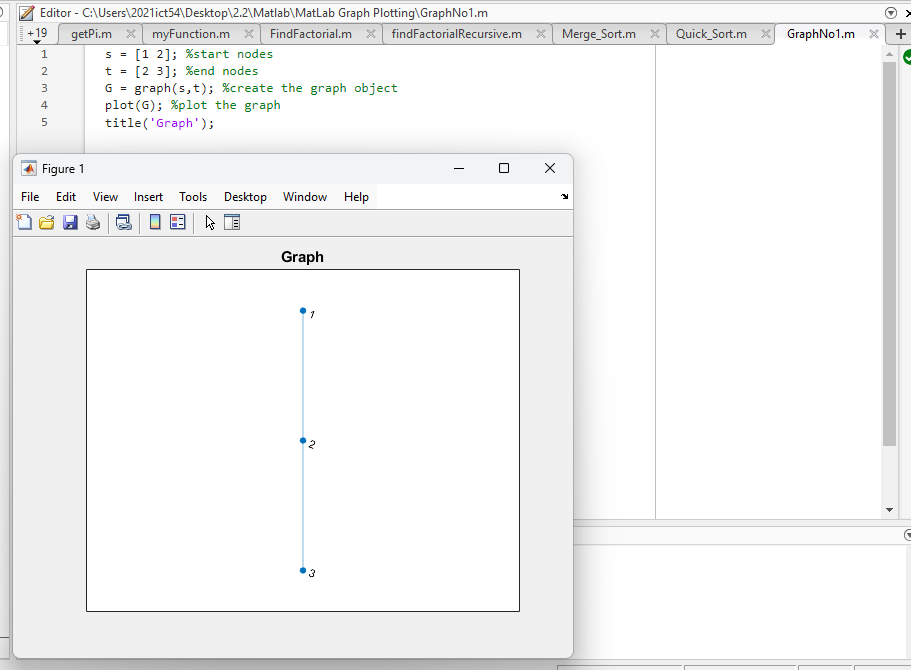 Editor - C:\Users\2021ict54\Desktop\2.2\Matlab\MatLab Graph Plotting\GraphNo1.m
+19 getPi.m myFunction.m FindFactorial.m findFactorialRecursive.m Merge_Sort.m Quick_Sort.m GraphNo1.m +
1 s = [1 2]; %start nodes
2 t = [2 3]; %end nodes
3 G = graph(s,t); %create the graph object
4 plot(G); %plot the graph
5 title('Graph');
Figure 1
File Edit View Insert Tools Desktop Window Help
Graph
1
2
3